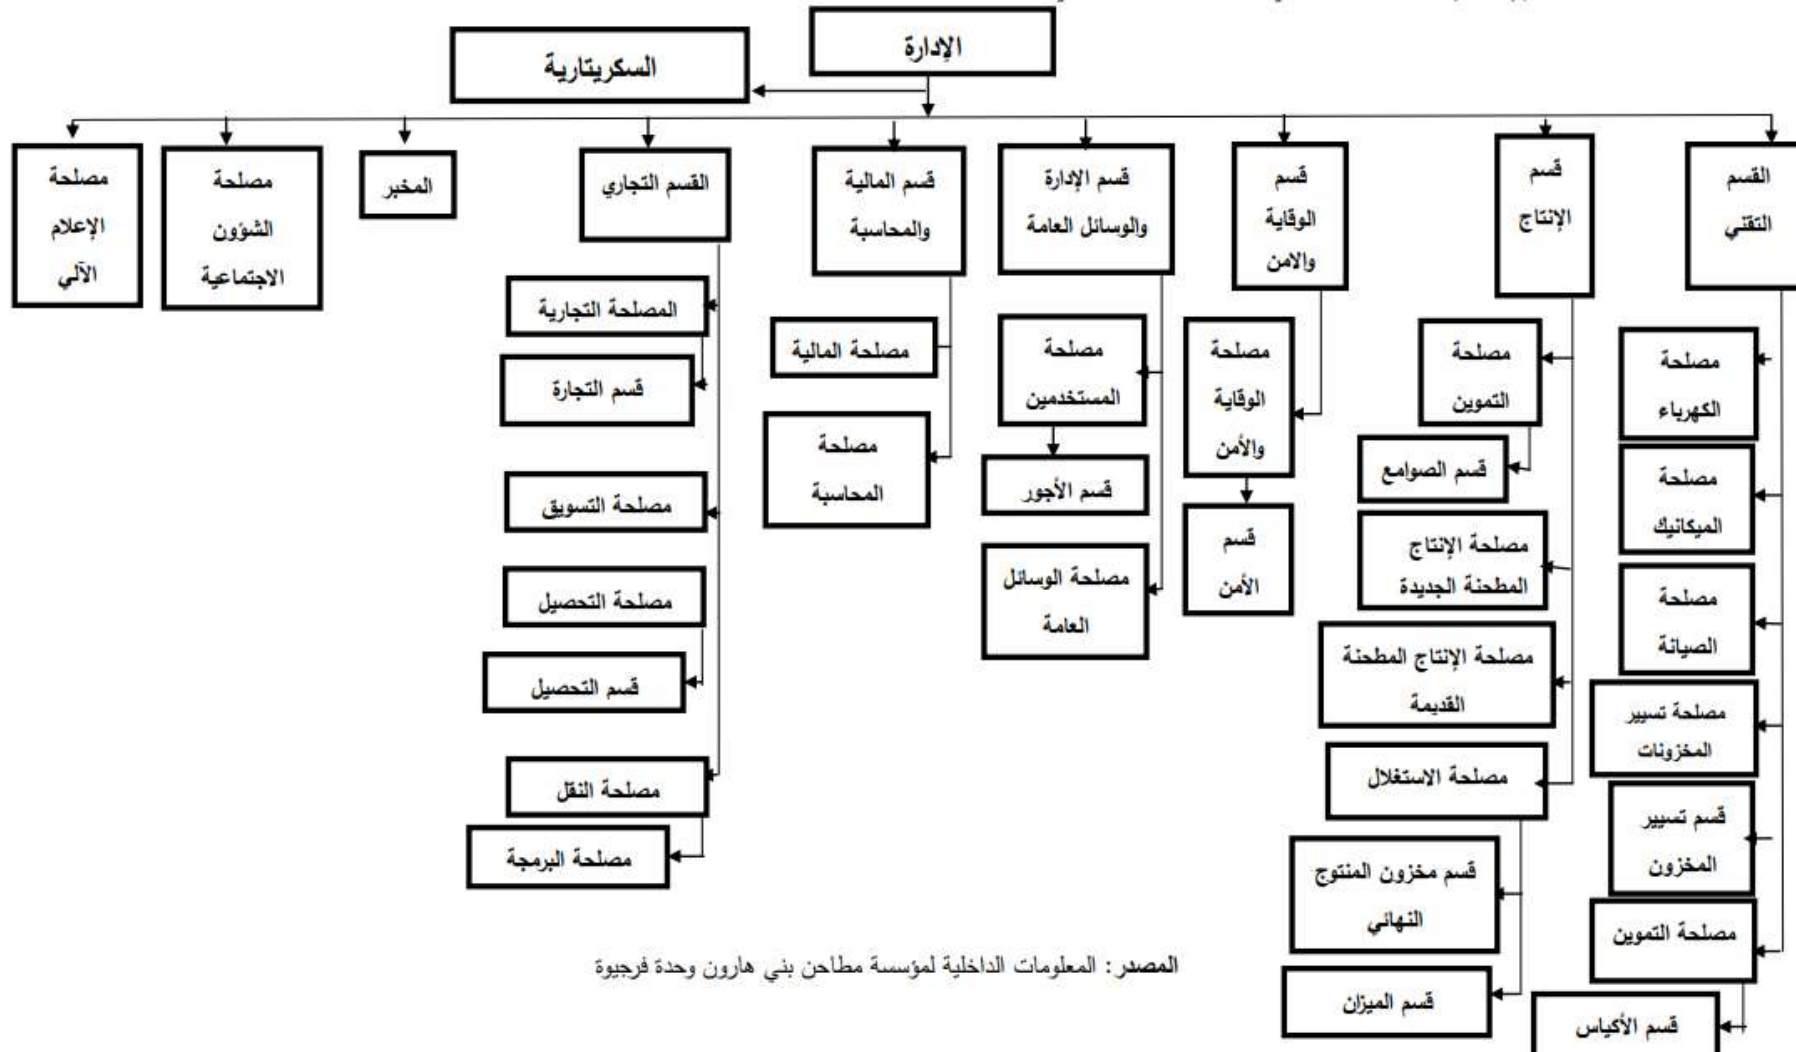 الإدارة
السكريتارية
القسم
التقني
قسم
الإنتاج
قسم
الوقاية
والامن
قسم الإدارة
والوسائل العامة
قسم المالية
والمحاسبة
القسم التجاري
المخبر
مصلحة
الشؤون
الاجتماعية
مصلحة
الإعلام
الآلي
مصلحة
الكهرباء
مصلحة
الميكانيك
مصلحة
الصيانة
مصلحة تسيير
المخزونات
قسم تسيير
المخزون
مصلحة التموين
قسم الأكياس
مصلحة
التموين
قسم الصوامع
مصلحة الإنتاج
المطحنة الجديدة
مصلحة الإنتاج المطحنة
القديمة
مصلحة الاستغلال
قسم مخزون المنتوج
النهائي
قسم الميزان
مصلحة
الوقاية
والأمن
قسم
الأمن
مصلحة
المستخدمين
قسم الأجور
مصلحة الوسائل
العامة
مصلحة المالية
مصلحة
المحاسبة
المصلحة التجارية
قسم التجارة
مصلحة التسويق
مصلحة التحصيل
قسم التحصيل
مصلحة النقل
مصلحة البرمجة
المصدر: المعلومات الداخلية لمؤسسة مطاحن بني هارون وحدة فرجيوة